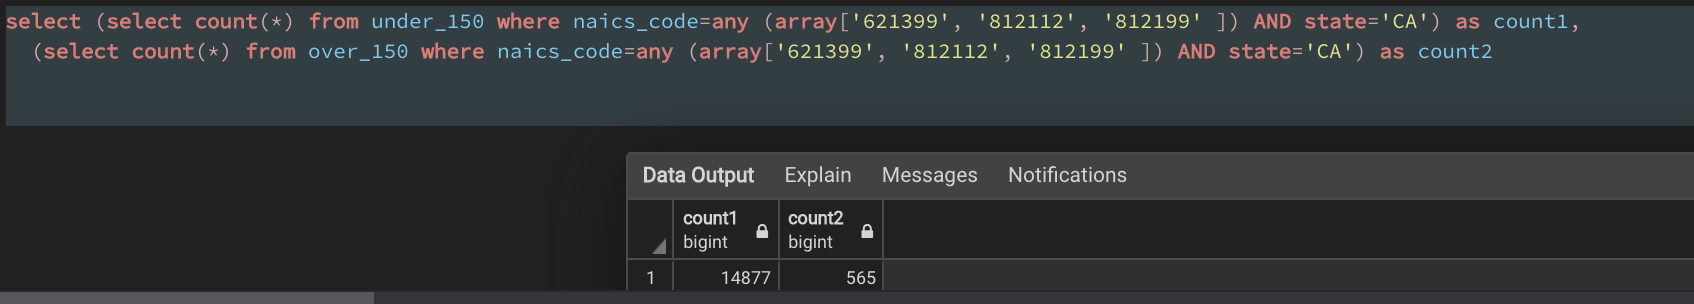 select (select count(*) from under_150 where naics_code=any (array['621399', '812112', '812199' ]) AND state='CA') as count1,
(select count(*) from over_150 where naics_code=any (array['621399', '812112', '812199' ]) AND state='CA') as count2
Data Output Explain Messages Notifications
count1 count2
bigint bigint
1 14877 565